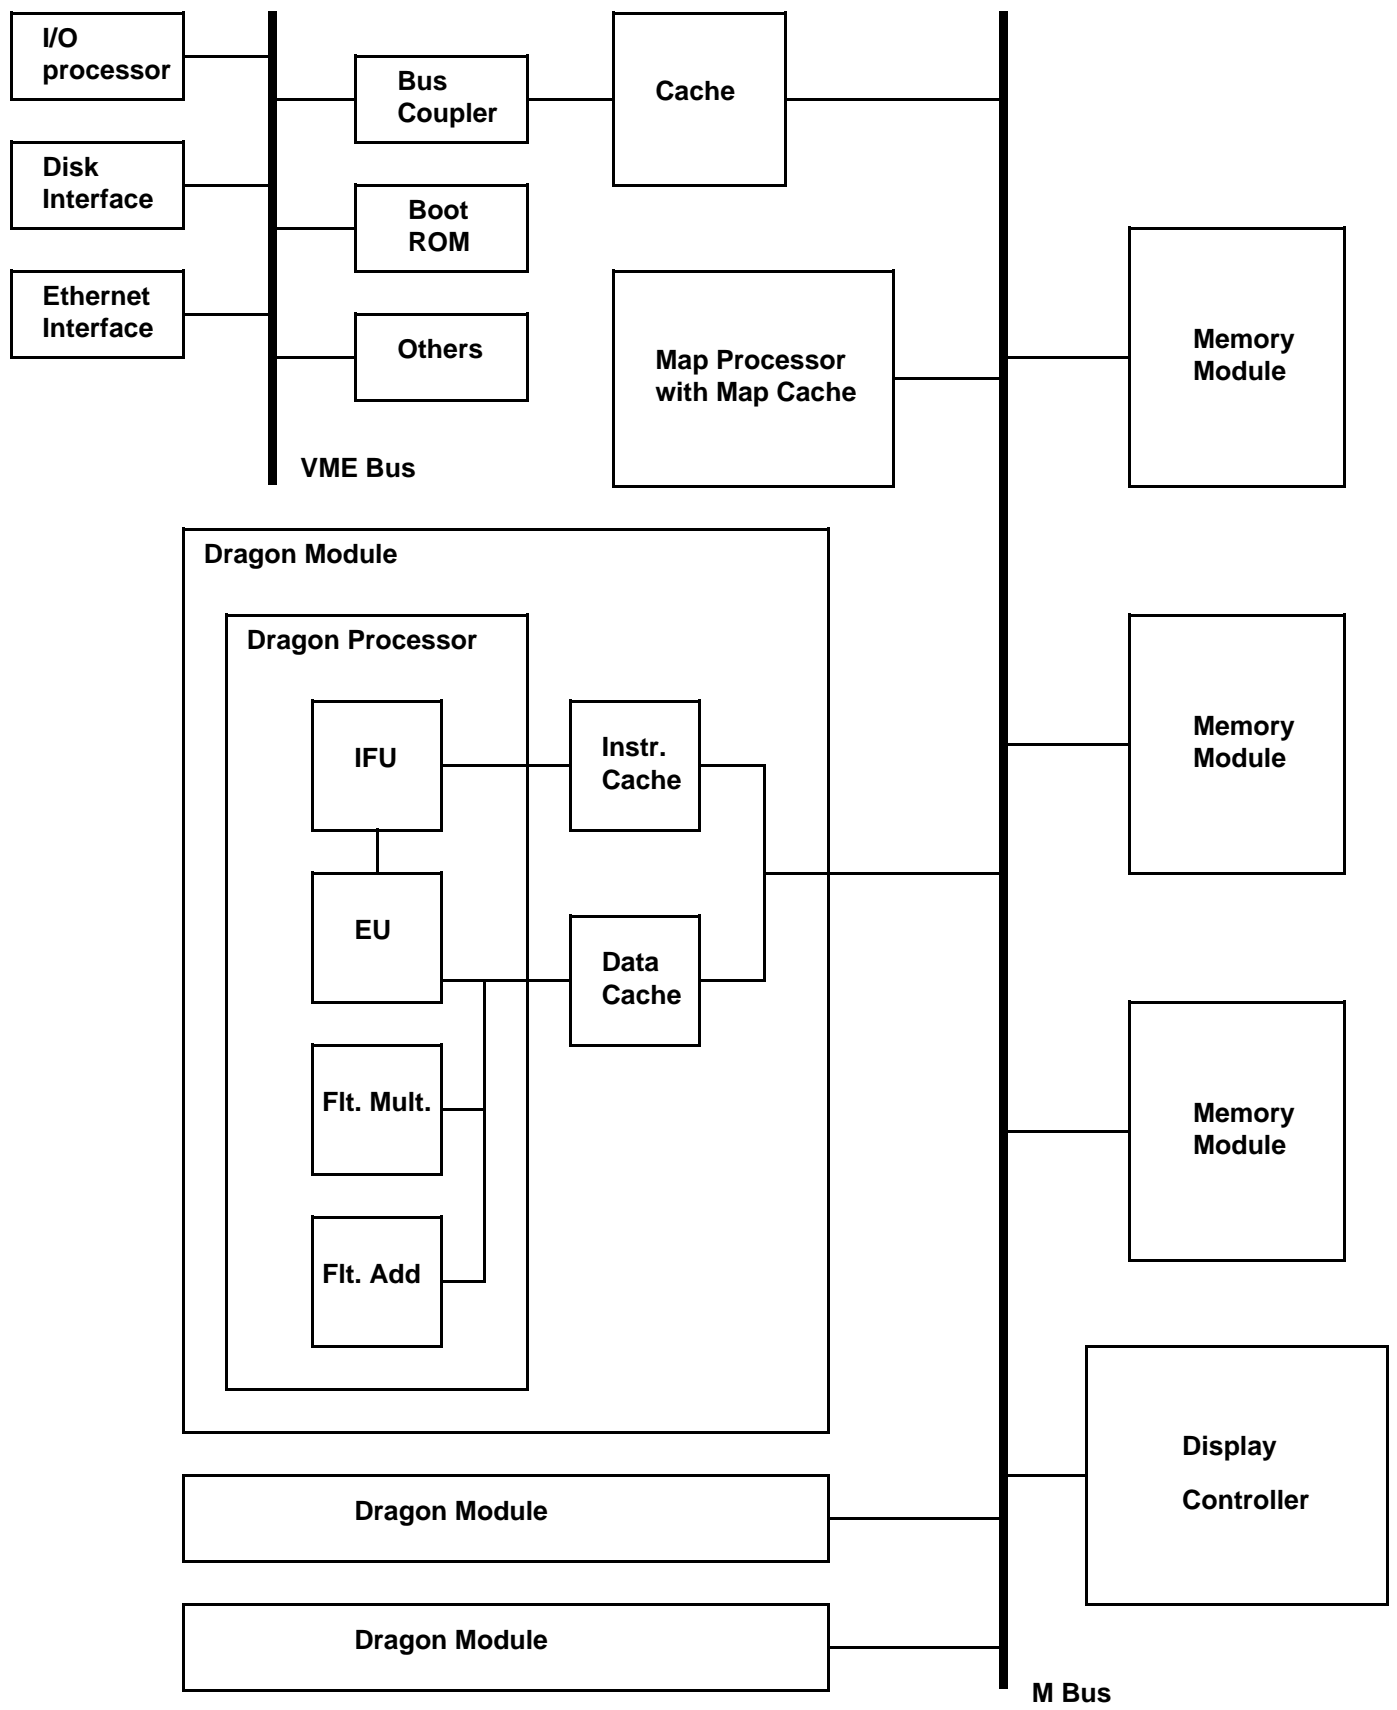 I/O
processor
Bus
Coupler
Cache
Disk
Interface
Boot
ROM
Ethernet
Interface
Others
Map Processor
with Map Cache
Memory
Module
VME Bus
Dragon Module
Dragon Processor
IFU
Instr.
Cache
Memory
Module
EU
Data
Cache
Flt. Mult.
Memory
Module
Flt. Add
Display
Controller
Dragon Module
Dragon Module
M Bus